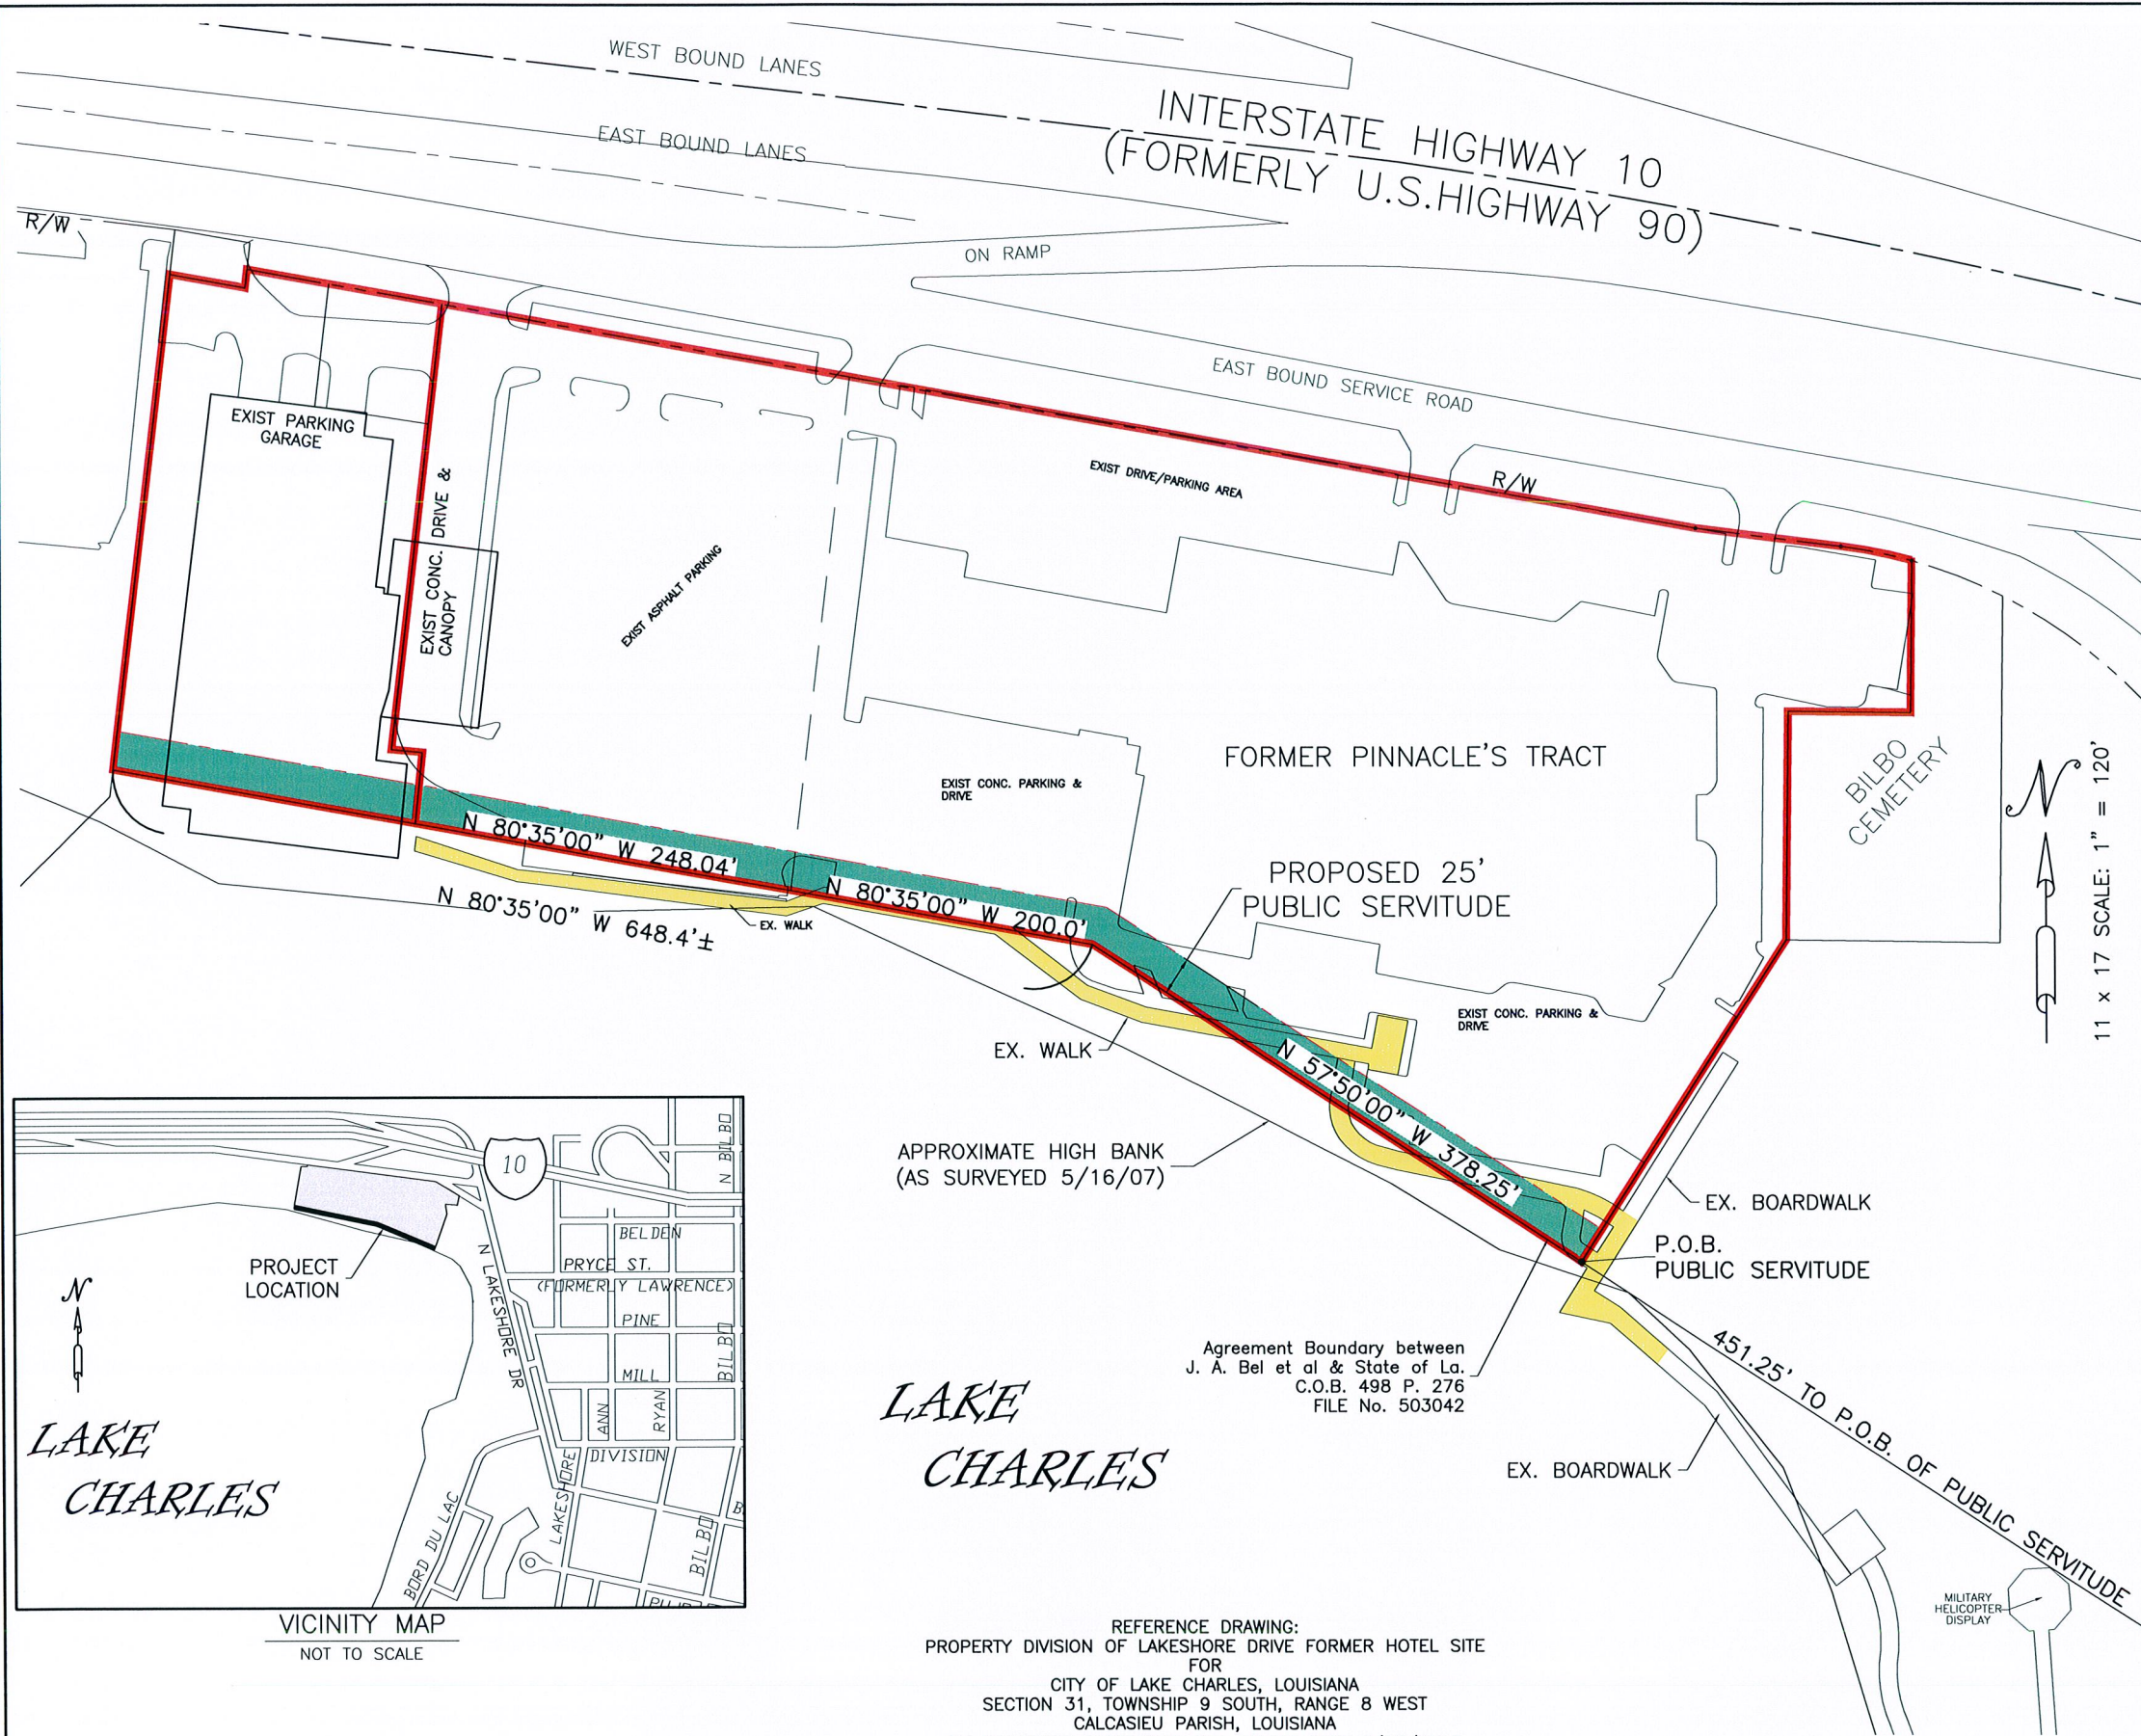 WEST BOUND LANES
EAST BOUND LANES
INTERSTATE HIGHWAY 10
(FORMERLY U.S.HIGHWAY 90)
R/W
ON RAMP
EAST BOUND SERVICE ROAD
EXIST PARKING
GARAGE
EXIST CONC. DRIVE &
CANOPY
EXIST ASPHALT PARKING
EXIST DRIVE/PARKING AREA
R/W
FORMER PINNACLE'S TRACT
BILBO
CEMETERY
EXIST CONC. PARKING &
DRIVE
PROPOSED 25'
PUBLIC SERVITUDE
N 80°35'00" W 248.04'
N 80°35'00" W 200.0'
N 80°35'00" W 648.4'±
EX. WALK
EX. WALK
EXIST CONC. PARKING &
DRIVE
N 57°50'00" W 378.25'
11 x 17 SCALE: 1" = 120'
N
APPROXIMATE HIGH BANK
(AS SURVEYED 5/16/07)
EX. BOARDWALK
P.O.B.
PUBLIC SERVITUDE
Agreement Boundary between
J. A. Bel et al & State of La.
C.O.B. 498 P. 276
FILE No. 503042
451.25' TO P.O.B. OF PUBLIC SERVITUDE
LAKE
CHARLES
EX. BOARDWALK
MILITARY
HELICOPTER
DISPLAY
10
N BILBO
BELDEN
PRYCE ST.
(FORMERLY LAWRENCE)
PINE
MILL
BILBO
ANN
RYAN
DIVISION
N LAKESHORE DR
LAKESHORE
BORD DU LAC
BILBO
PROJECT
LOCATION
N
LAKE
CHARLES
VICINITY MAP
NOT TO SCALE
REFERENCE DRAWING:
PROPERTY DIVISION OF LAKESHORE DRIVE FORMER HOTEL SITE
FOR
CITY OF LAKE CHARLES, LOUISIANA
SECTION 31, TOWNSHIP 9 SOUTH, RANGE 8 WEST
CALCASIEU PARISH, LOUISIANA